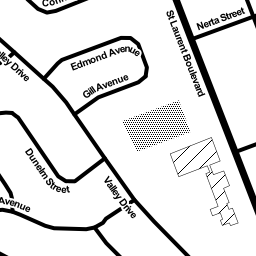 St Laurent Boulevard
Nerta Street
Edmond Avenue
Valley Drive
Gill Avenue
Dunelm Street
Valley Drive
Avenue